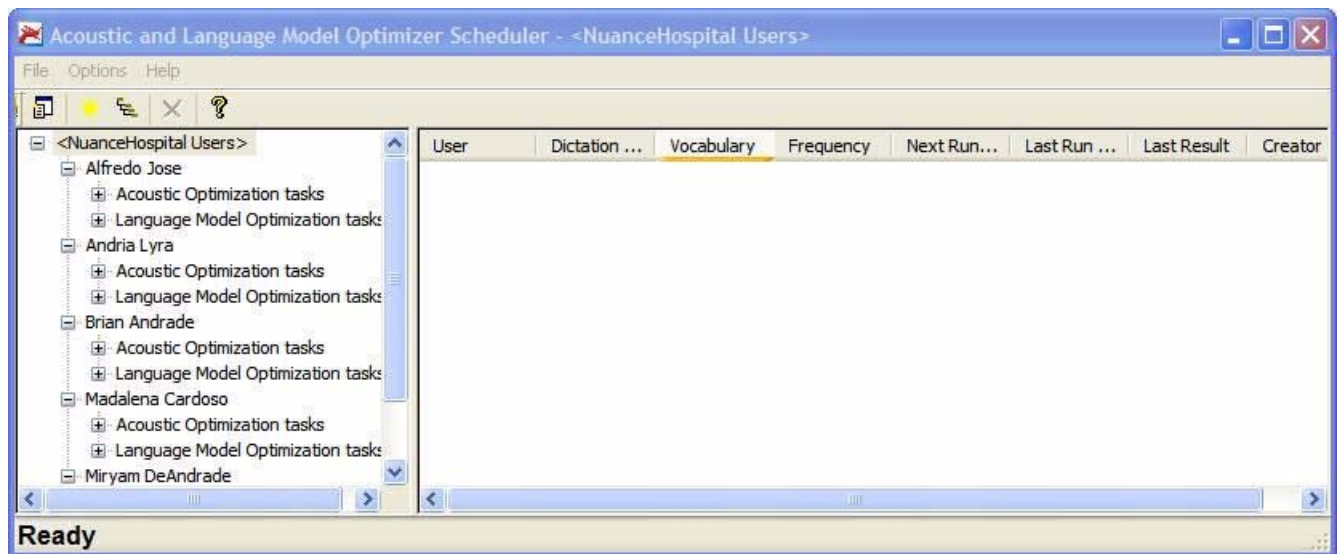 Acoustic and Language Model Optimizer Scheduler - <NuanceHospital Users>
File Options Help
<NuanceHospital Users>
Alfredo Jose
Acoustic Optimization tasks
Language Model Optimization tasks
Andria Lyra
Acoustic Optimization tasks
Language Model Optimization tasks
Brian Andrade
Acoustic Optimization tasks
Language Model Optimization tasks
Madalena Cardoso
Acoustic Optimization tasks
Language Model Optimization tasks
Miryam DeAndrade
User Dictation ... Vocabulary Frequency Next Run... Last Run ... Last Result Creator
Ready